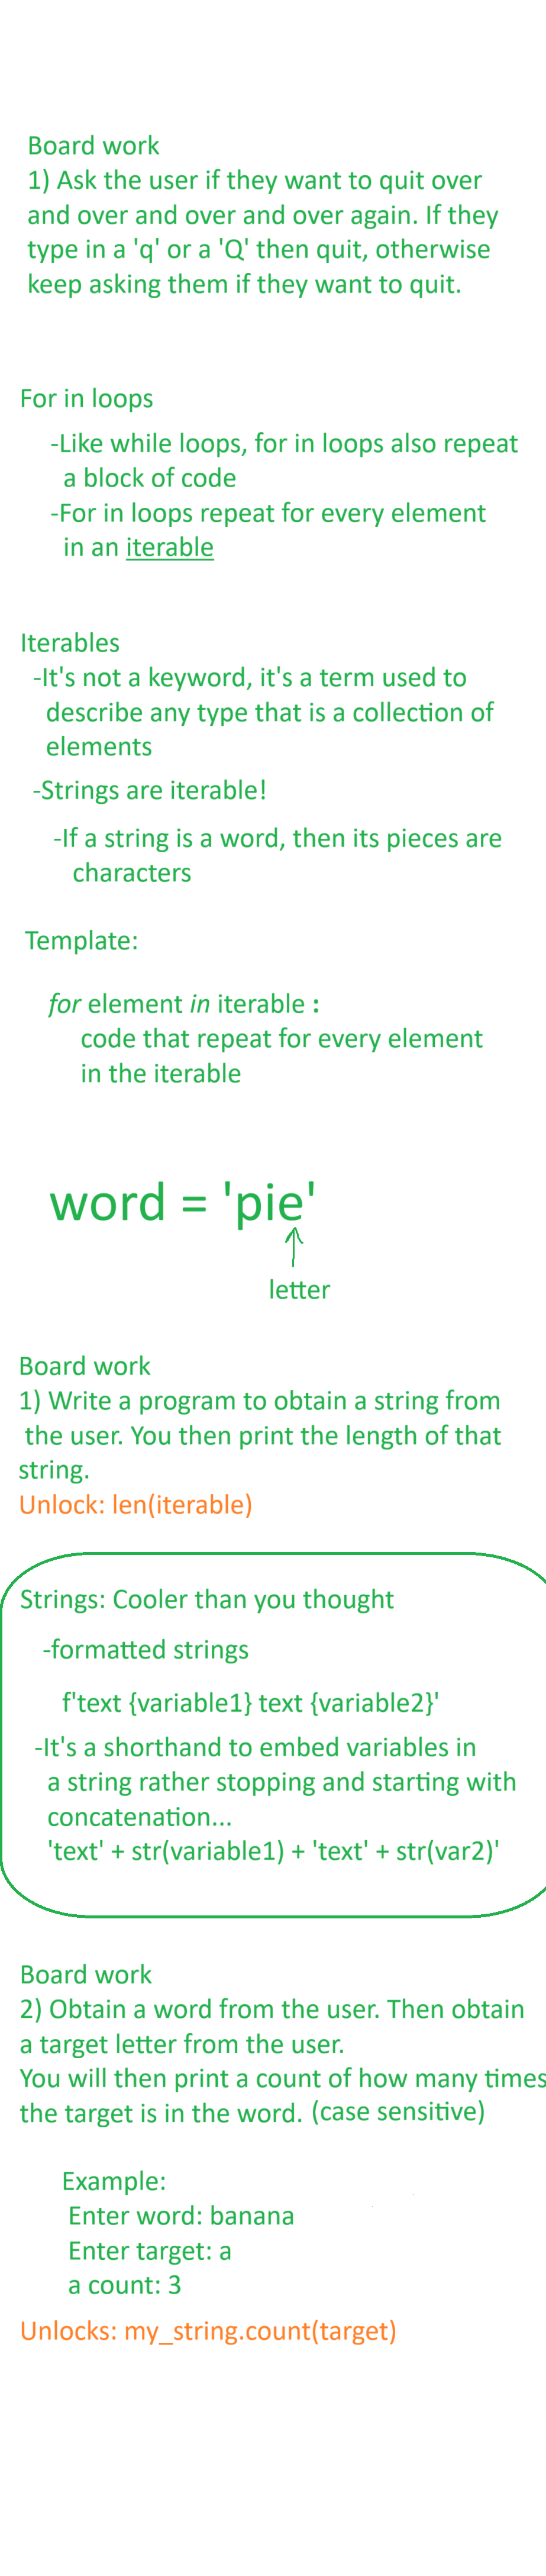 Board work
1) Ask the user if they want to quit over
and over and over and over again. If they
type in a 'q' or a 'Q' then quit, otherwise
keep asking them if they want to quit.
For in loops
-Like while loops, for in loops also repeat
a block of code
-For in loops repeat for every element
in an iterable
Iterables
-It's not a keyword, it's a term used to
describe any type that is a collection of
elements
-Strings are iterable!
-If a string is a word, then its pieces are
characters
Template:
for element in iterable :
code that repeat for every element
in the iterable
word = 'pie'
letter
Board work
1) Write a program to obtain a string from
the user. You then print the length of that
string.
Unlock: len(iterable)
Strings: Cooler than you thought
-formatted strings
f'text {variable1} text {variable2}'
-It's a shorthand to embed variables in
a string rather stopping and starting with
concatenation...
'text' + str(variable1) + 'text' + str(var2)'
Board work
2) Obtain a word from the user. Then obtain
a target letter from the user.
You will then print a count of how many times
the target is in the word. (case sensitive)
Example:
Enter word: banana
Enter target: a
a count: 3
Unlocks: my_string.count(target)